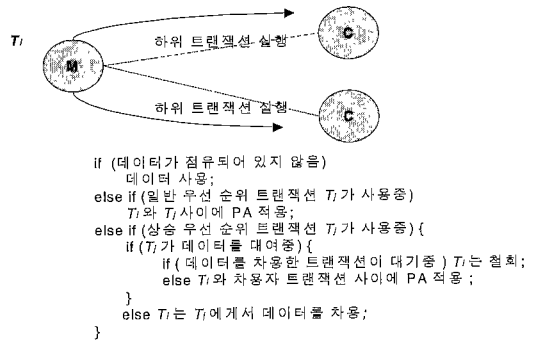 Ti
M
하위 트랜잭션 실행
C
하위 트랜잭션 실행
C
if (데이터가 점유되어 있지 않음)
데이터 사용;
else if (일반 우선 순위 트랜잭션 Tj가 사용중)
Ti와 Tj사이에 PA 적용;
else if (상승 우선 순위 트랜잭션 Tj가 사용중) {
if (Tj가 데이터를 대여중) {
if ( 데이터를 차용한 트랜잭션이 대기중 ) Ti는 철회;
else Ti와 차용자 트랜잭션 사이에 PA 적용 ;
}
else Ti는 Tj에게서 데이터를 차용;
}